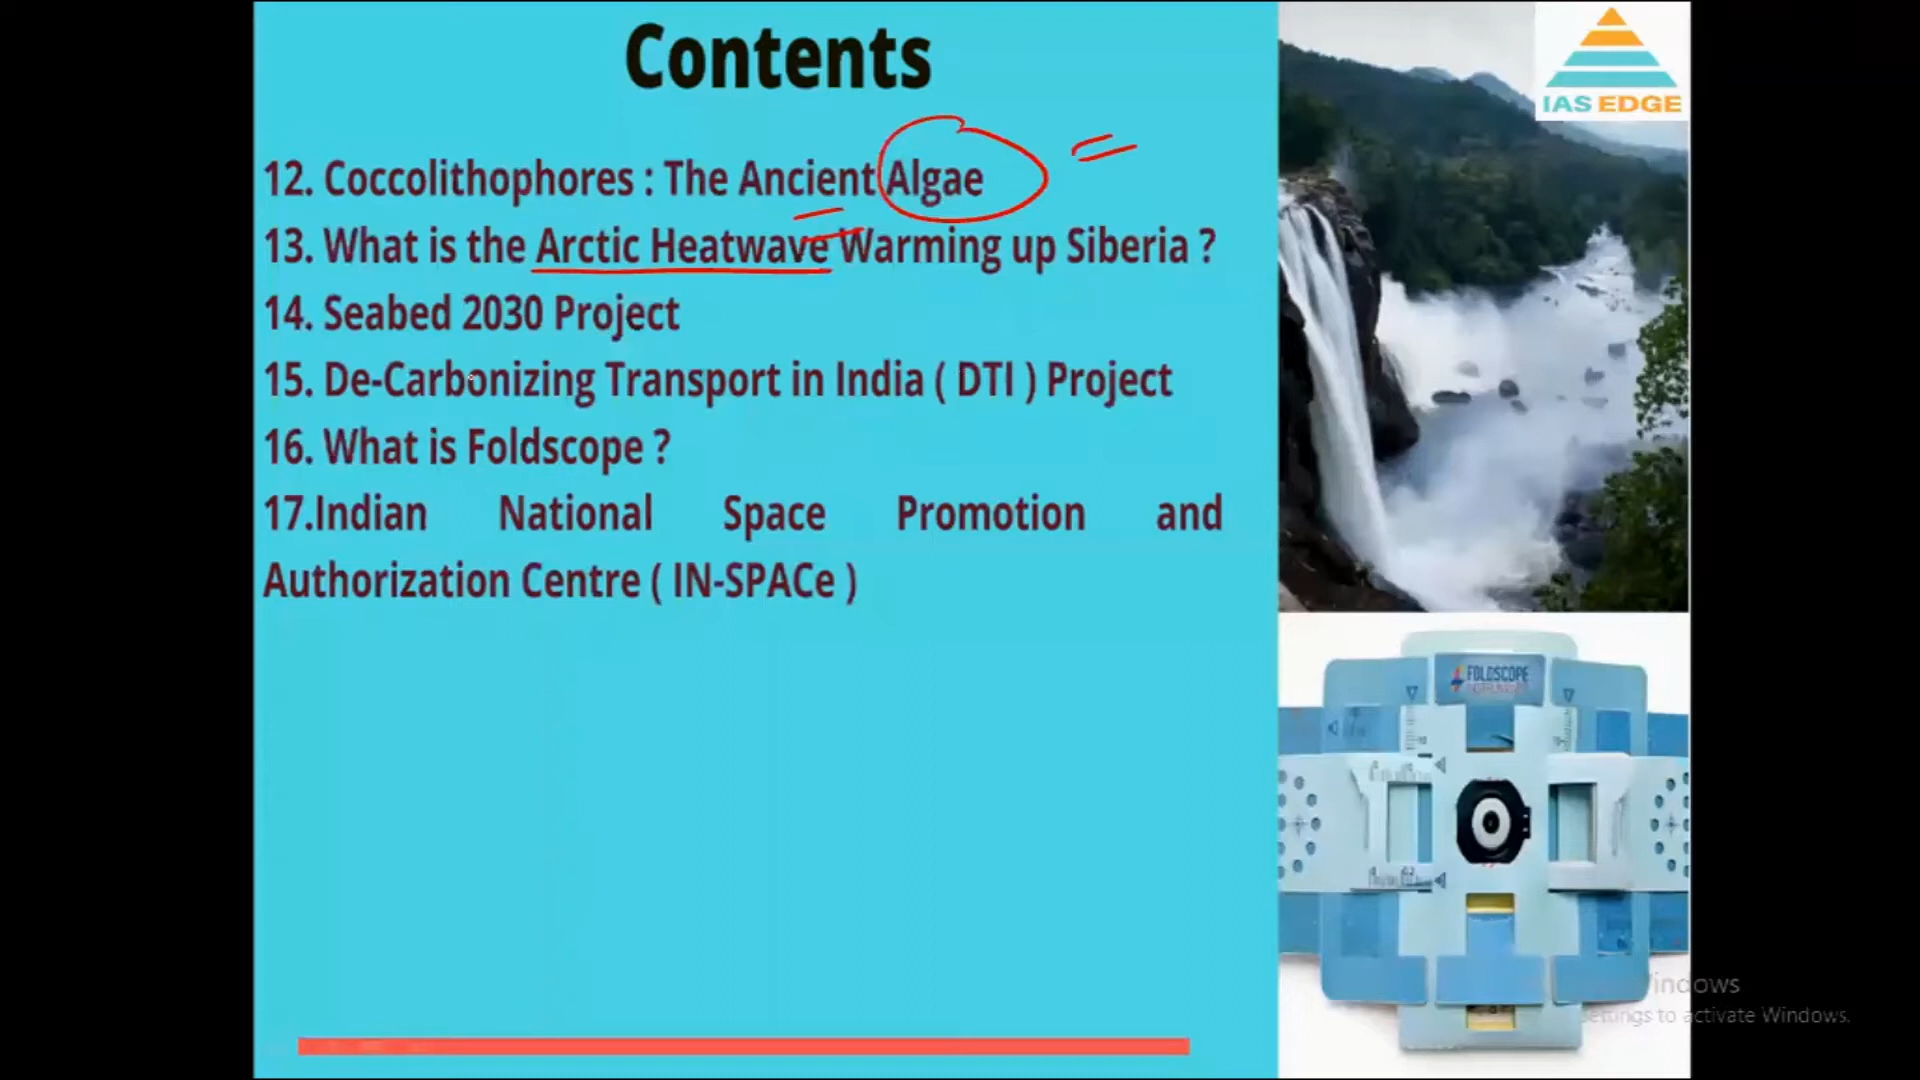 Contents
IAS EDGE
12. Coccolithophores : The Ancient Algae
13. What is the Arctic Heatwave Warming up Siberia ?
14. Seabed 2030 Project
15. De-Carbonizing Transport in India ( DTI ) Project
16. What is Foldscope ?
17.Indian National Space Promotion and
Authorization Centre ( IN-SPACe )
FOLDSCOPE
Windows
Settings to activate Windows.